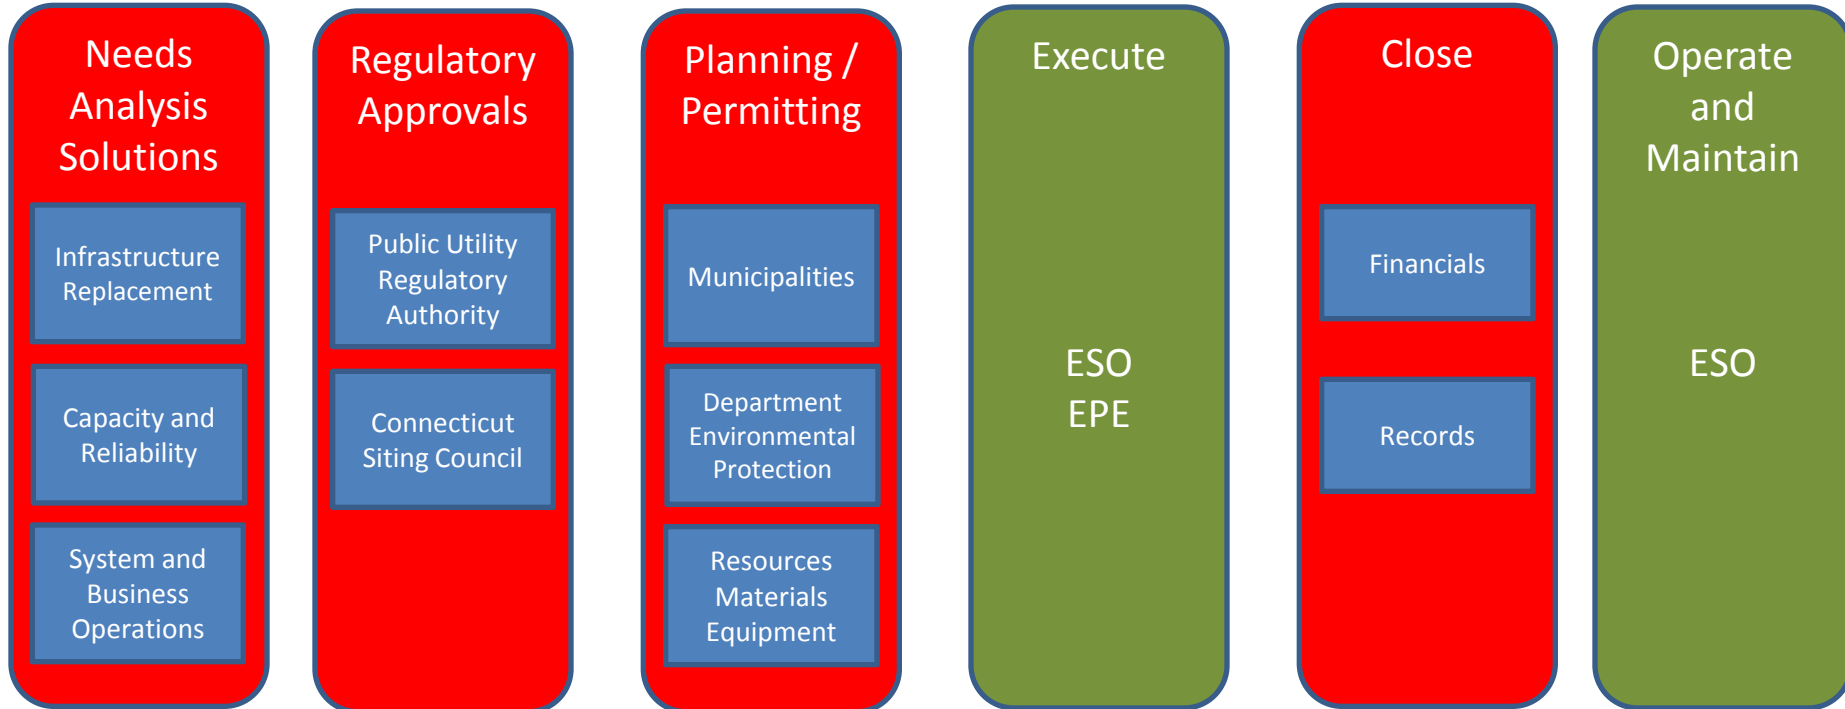 Needs
Analysis
Solutions
Infrastructure
Replacement
Capacity and
Reliability
System and
Business
Operations
Regulatory
Approvals
Public Utility
Regulatory
Authority
Connecticut
Siting Council
Planning /
Permitting
Municipalities
Department
Environmental
Protection
Resources
Materials
Equipment
Execute
ESO
EPE
Close
Financials
Records
Operate
and
Maintain
ESO